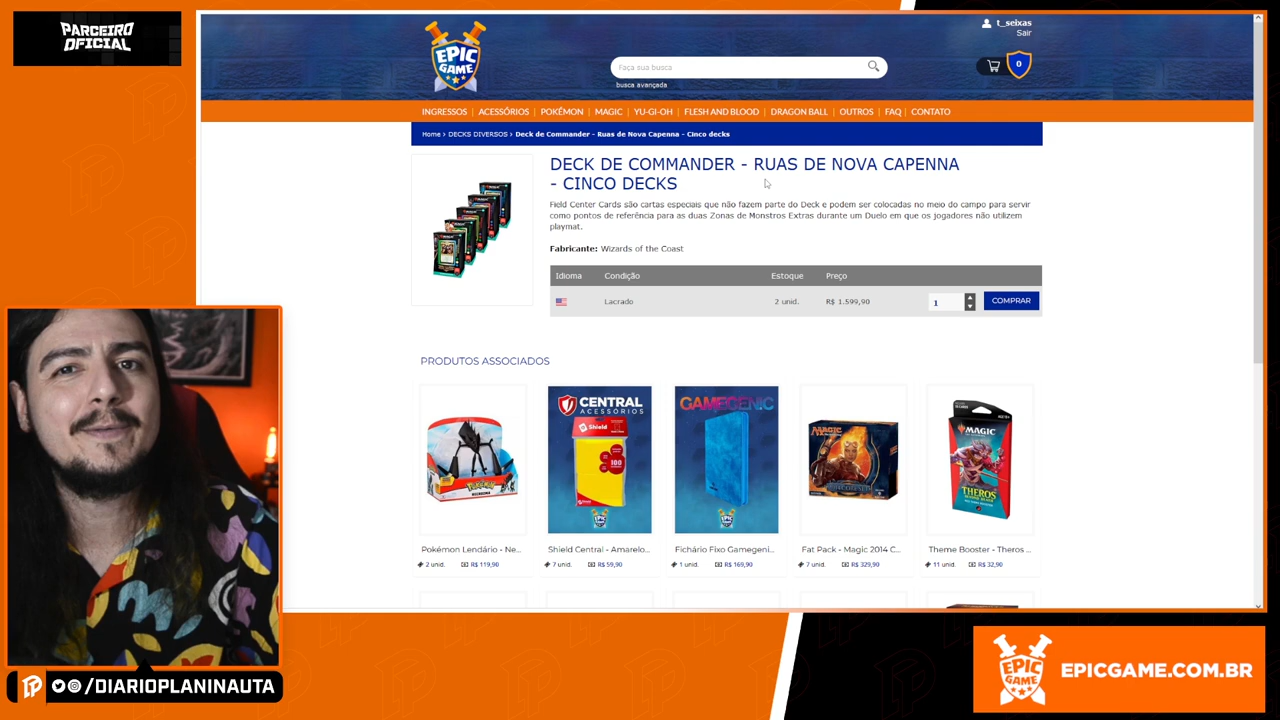 PARCEIRO
OFICIAL
EPIC
GAME
Faça sua busca
busca avançada
t_seixas
Sair
0
INGRESSOS | ACESSÓRIOS | POKÉMON | MAGIC | YU-GI-OH | FLESH AND BLOOD | DRAGON BALL | OUTROS | FAQ | CONTATO
Home › DECKS DIVERSOS › Deck de Commander - Ruas de Nova Capenna - Cinco decks
DECK DE COMMANDER - RUAS DE NOVA CAPENNA
- CINCO DECKS
Field Center Cards são cartas especiais que não fazem parte do Deck e podem ser colocadas no meio do campo para servir
como pontos de referência para as duas Zonas de Monstros Extras durante um Duelo em que os jogadores não utilizem
playmat.
Fabricante: Wizards of the Coast
Idioma Condição Estoque Preço
Lacrado 2 unid. R$ 1.599,90 1 COMPRAR
PRODUTOS ASSOCIADOS
POKÉMON
CENTRAL
ACESSÓRIOS
Shield
100
GAMEGENIC
MAGIC
MAGIC
THEROS
Pokémon Lendário - Ne... Shield Central - Amarelo... Fichário Fixo Gamegeni... Fat Pack - Magic 2014 C... Theme Booster - Theros ...
2 unid. R$ 119,90 7 unid. R$ 59,90 1 unid. R$ 169,90 7 unid. R$ 329,90 11 unid. R$ 32,90
/DIARIOPLANINAUTA
EPIC
GAME
EPICGAME.COM.BR